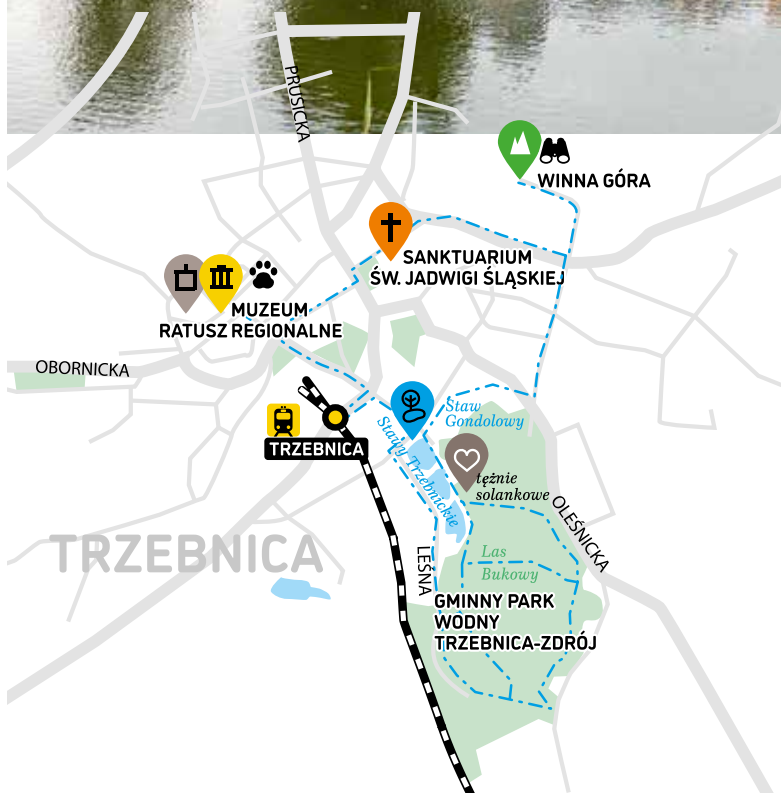 PRUSICKA
WINNA GÓRA
SANKTUARIUM
ŚW. JADWIGI ŚLĄSKIEJ
MUZEUM
RATUSZ REGIONALNE
OBORNICKA
Staw
Gondolowy
TRZEBNICA
Stawy Trzebnickie
tężnie
solankowe
OLEŚNICKA
TRZEBNICA
LEŚNA
Las
Bukowy
GMINNY PARK
WODNY
TRZEBNICA-ZDRÓJ